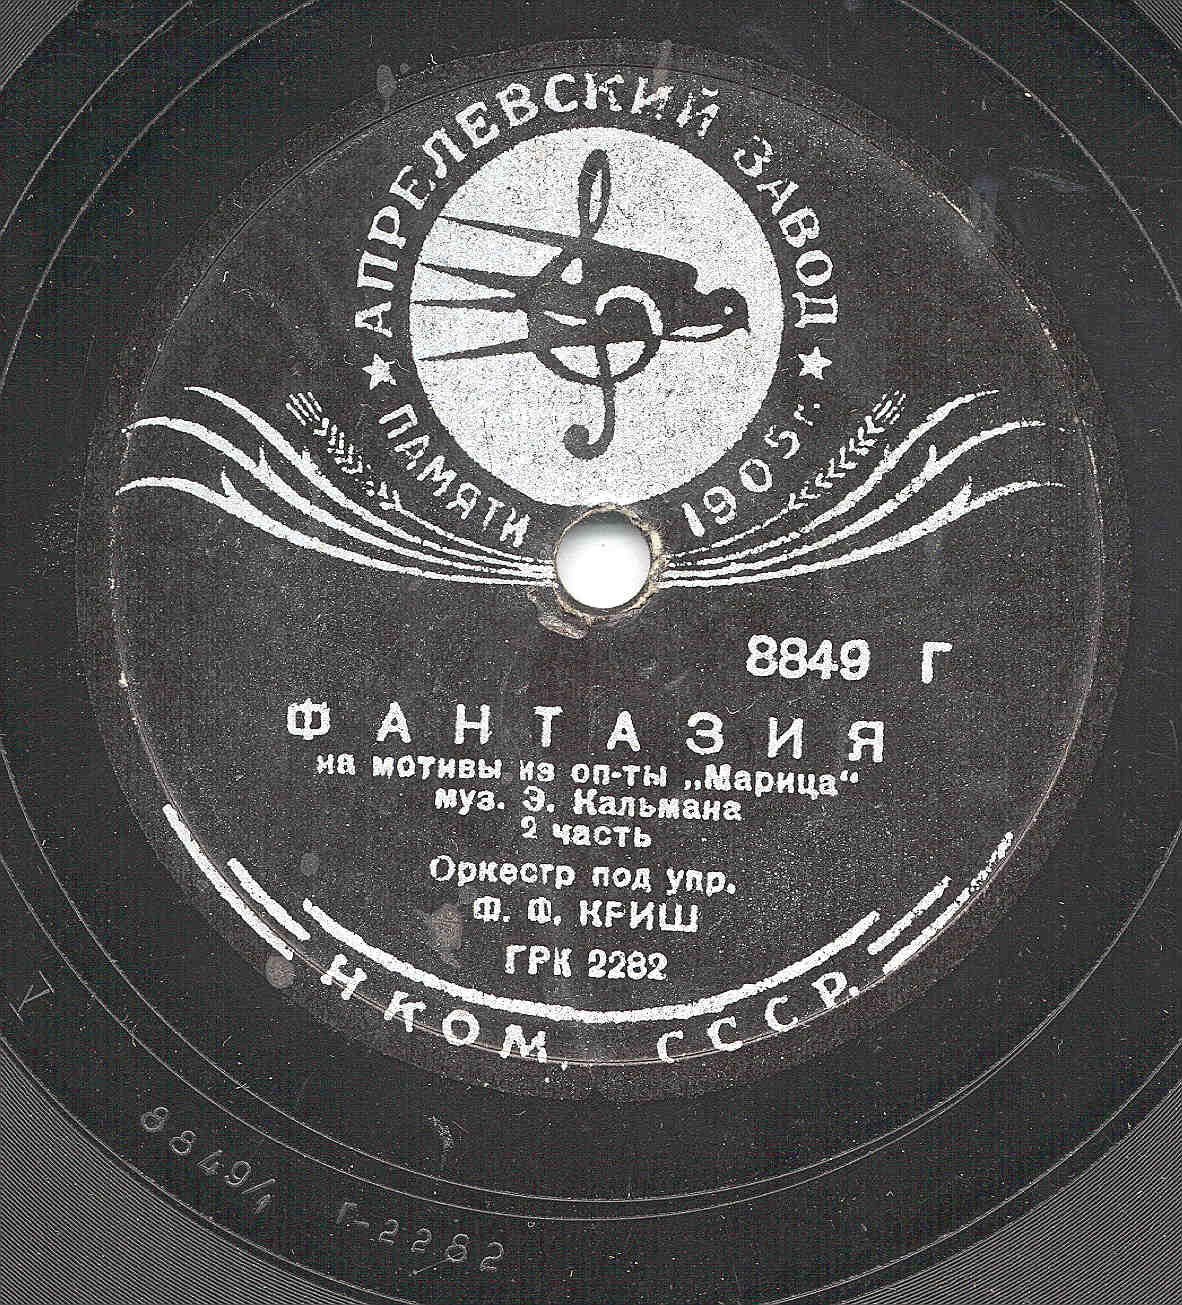 АПРЕЛЕВСКИЙ ЗАВОД
ПАМЯТИ 1905 г.
8849 Г
ФАНТАЗИЯ
на мотивы из оп-ты „Марица“
муз. Э. Кальмана
2 часть
Оркестр под упр.
Ф. Ф. КРИШ
ГРК 2282
НКОМ, СССР.
8849/1 Г-2282